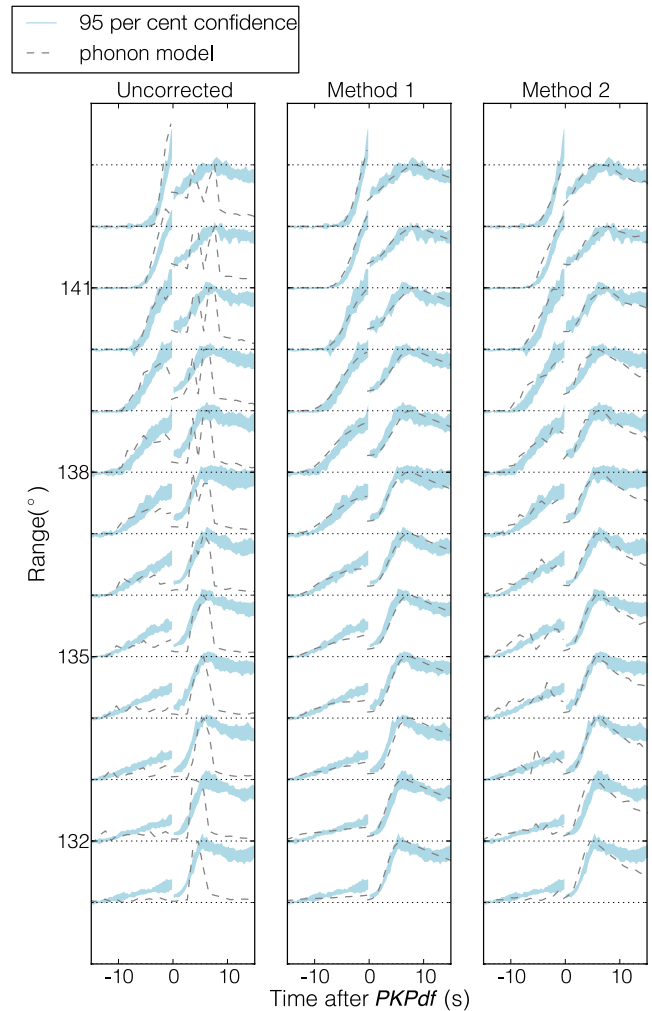 95 per cent confidence
phonon model
Uncorrected Method 1 Method 2
141
138
135
132
Range(°)
-10 0 10 -10 0 10 -10 0 10
Time after PKPdf (s)